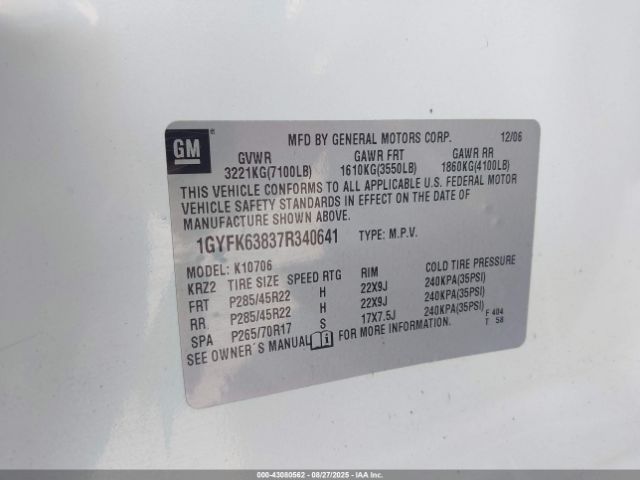 GM ®
MFD BY GENERAL MOTORS CORP. 12/06
GVWR GAWR FRT GAWR RR
3221KG(7100LB) 1610KG(3550LB) 1860KG(4100LB)
THIS VEHICLE CONFORMS TO ALL APPLICABLE U.S. FEDERAL MOTOR
VEHICLE SAFETY STANDARDS IN EFFECT ON THE DATE OF
MANUFACTURE SHOWN ABOVE.
1GYFK63837R340641 TYPE: M.P.V.
MODEL: K10706
KRZ2 TIRE SIZE SPEED RTG RIM COLD TIRE PRESSURE
FRT P285/45R22 H 22X9J 240KPA(35PSI)
RR P285/45R22 H 22X9J 240KPA(35PSI)
SPA P265/70R17 S 17X7.5J 240KPA(35PSI)
SEE OWNER'S MANUAL i FOR MORE INFORMATION.
F 404
T 58
000-43080562 - 08/27/2025 - IAAI.com